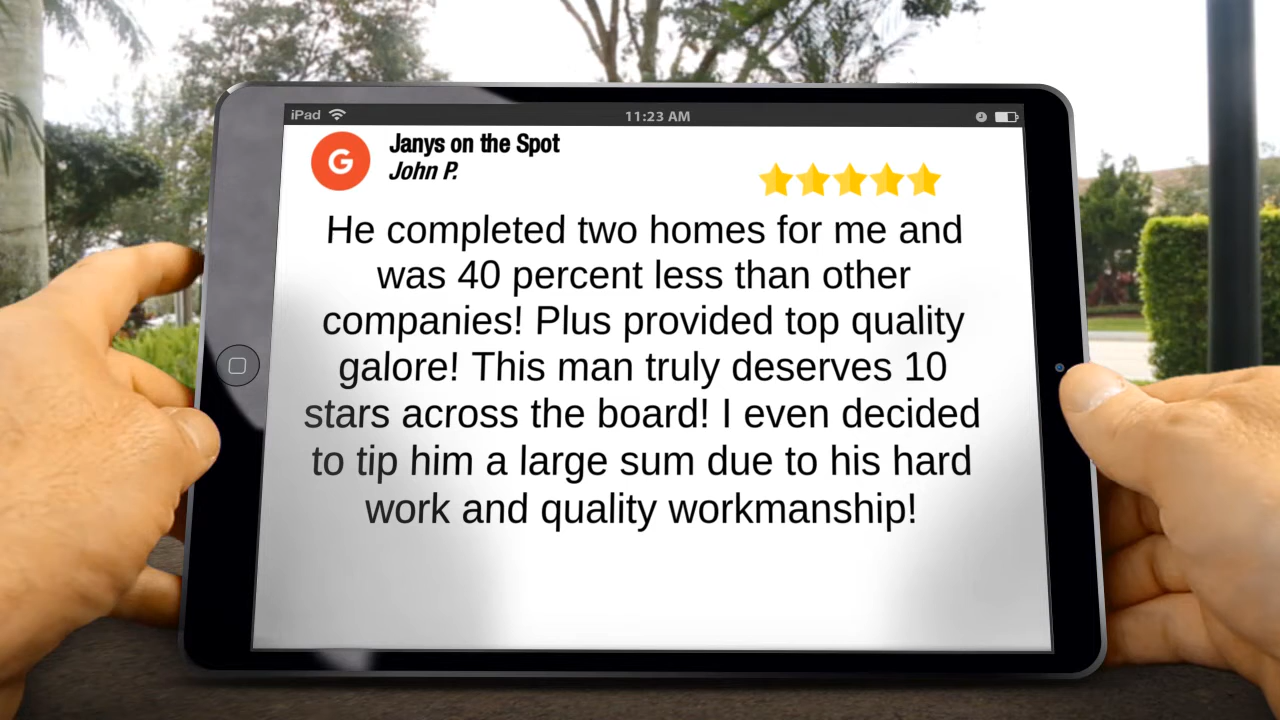 iPad
11:23 AM
G
Janys on the Spot
John P.
He completed two homes for me and
was 40 percent less than other
companies! Plus provided top quality
galore! This man truly deserves 10
stars across the board! I even decided
to tip him a large sum due to his hard
work and quality workmanship!